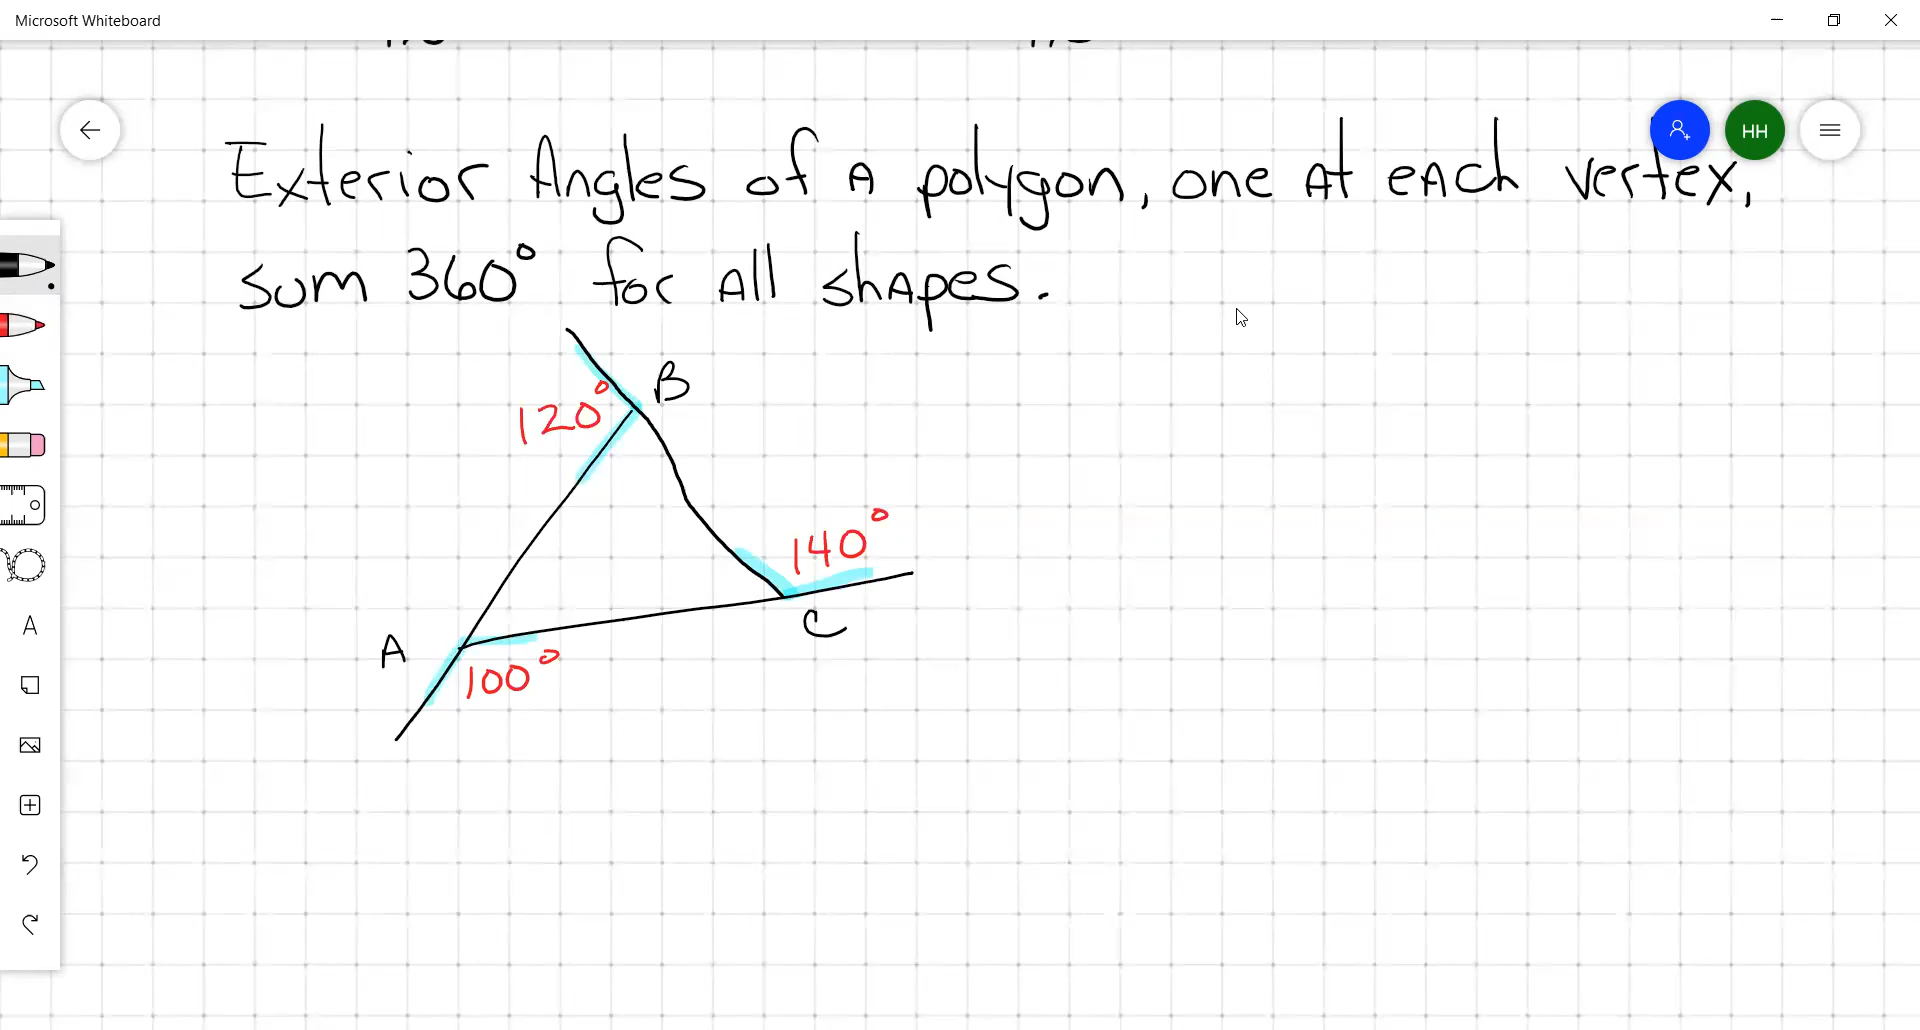 Microsoft Whiteboard
Exterior Angles of A polygon, one At eAch vertex,
HH
sum 360° for All shApes.
B
120°
140°
C
A
100°
A